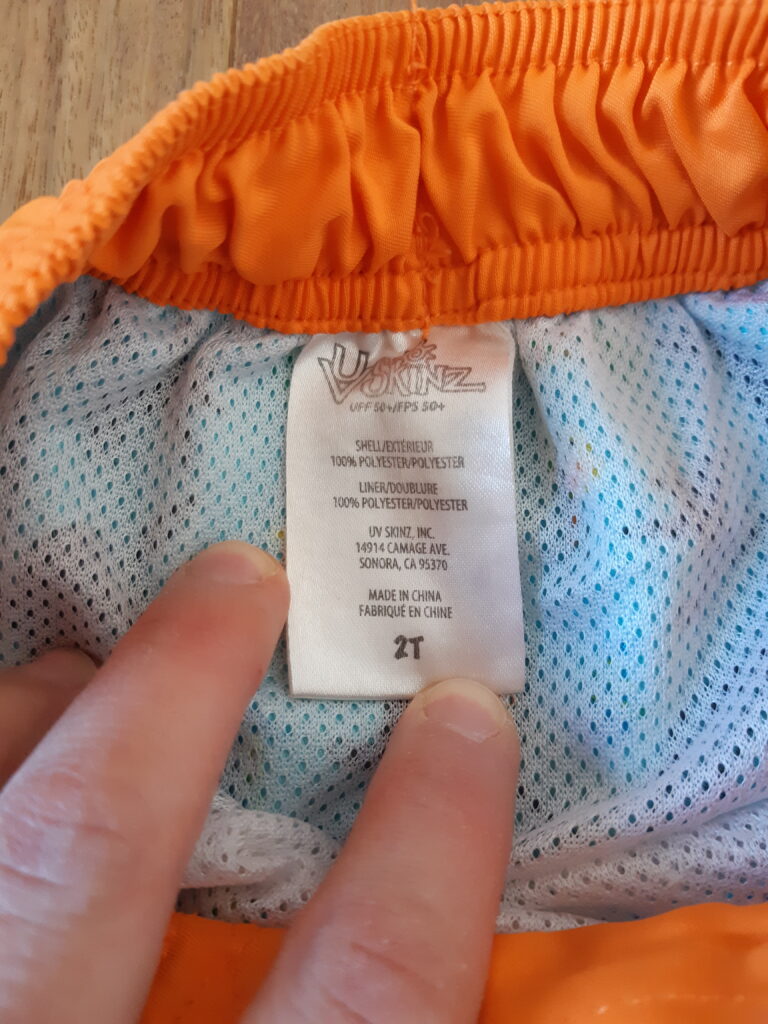 UV SKINZ
UPF 50+/FPS 50+
SHELL/EXTÉRIEUR
100% POLYESTER/POLYESTER
LINER/DOUBLURE
100% POLYESTER/POLYESTER
UV SKINZ, INC.
14914 CAMAGE AVE.
SONORA, CA 95370
MADE IN CHINA
FABRIQUÉ EN CHINE
2T